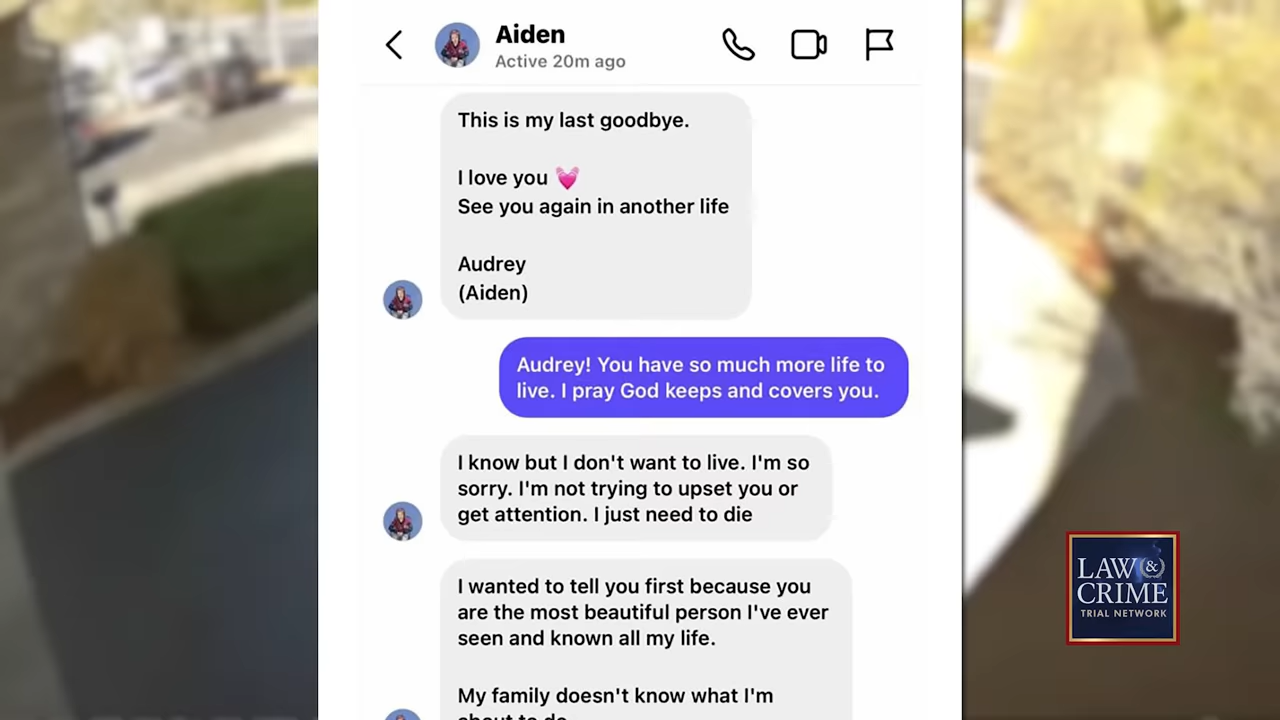 Aiden
Active 20m ago
This is my last goodbye.
I love you 💓
See you again in another life
Audrey
(Aiden)
Audrey! You have so much more life to
live. I pray God keeps and covers you.
I know but I don't want to live. I'm so
sorry. I'm not trying to upset you or
get attention. I just need to die
I wanted to tell you first because you
are the most beautiful person I've ever
seen and known all my life.
My family doesn't know what I'm
about to do
LAW &
CRIME
TRIAL NETWORK